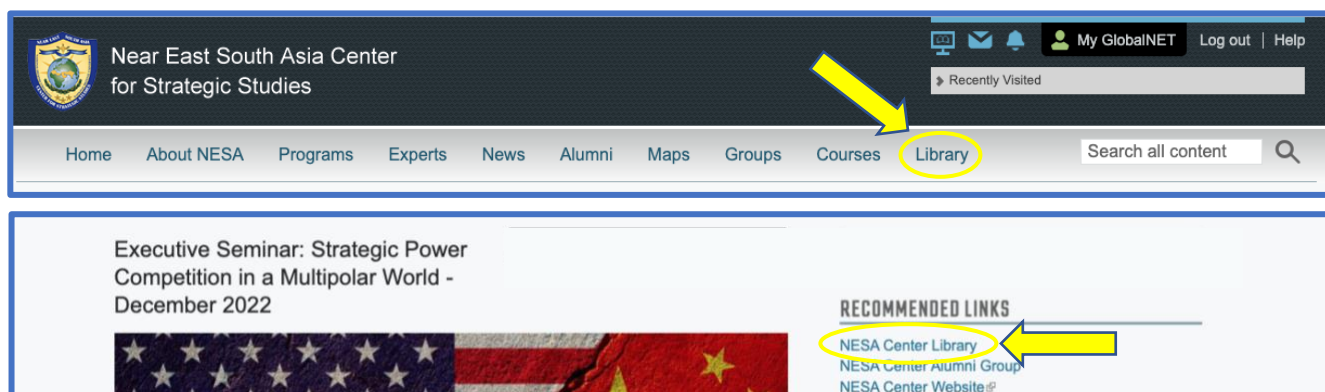 Near East South Asia Center
for Strategic Studies
My GlobalNET Log out | Help
Recently Visited
Home About NESA Programs Experts News Alumni Maps Groups Courses Library Search all content
Executive Seminar: Strategic Power
Competition in a Multipolar World -
December 2022
RECOMMENDED LINKS
NESA Center Library
NESA Center Alumni Group
NESA Center Website